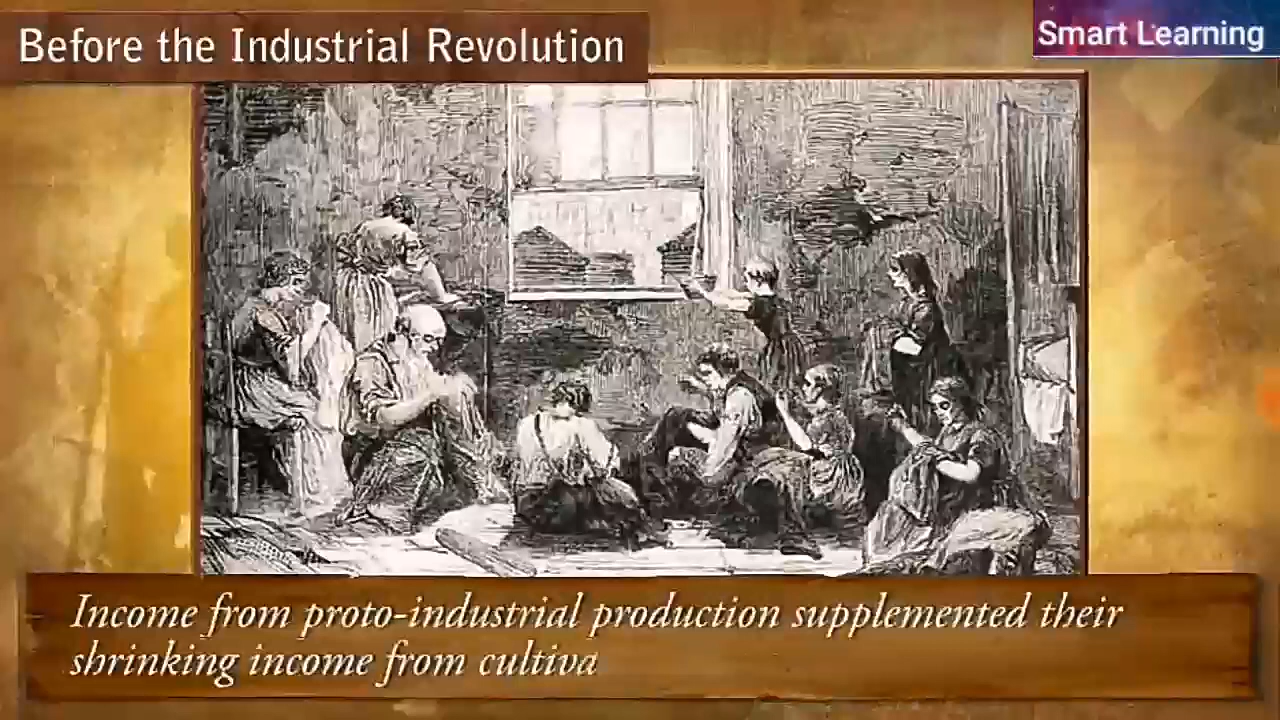 Before the Industrial Revolution
Smart Learning
Income from proto-industrial production supplemented their
shrinking income from cultiva